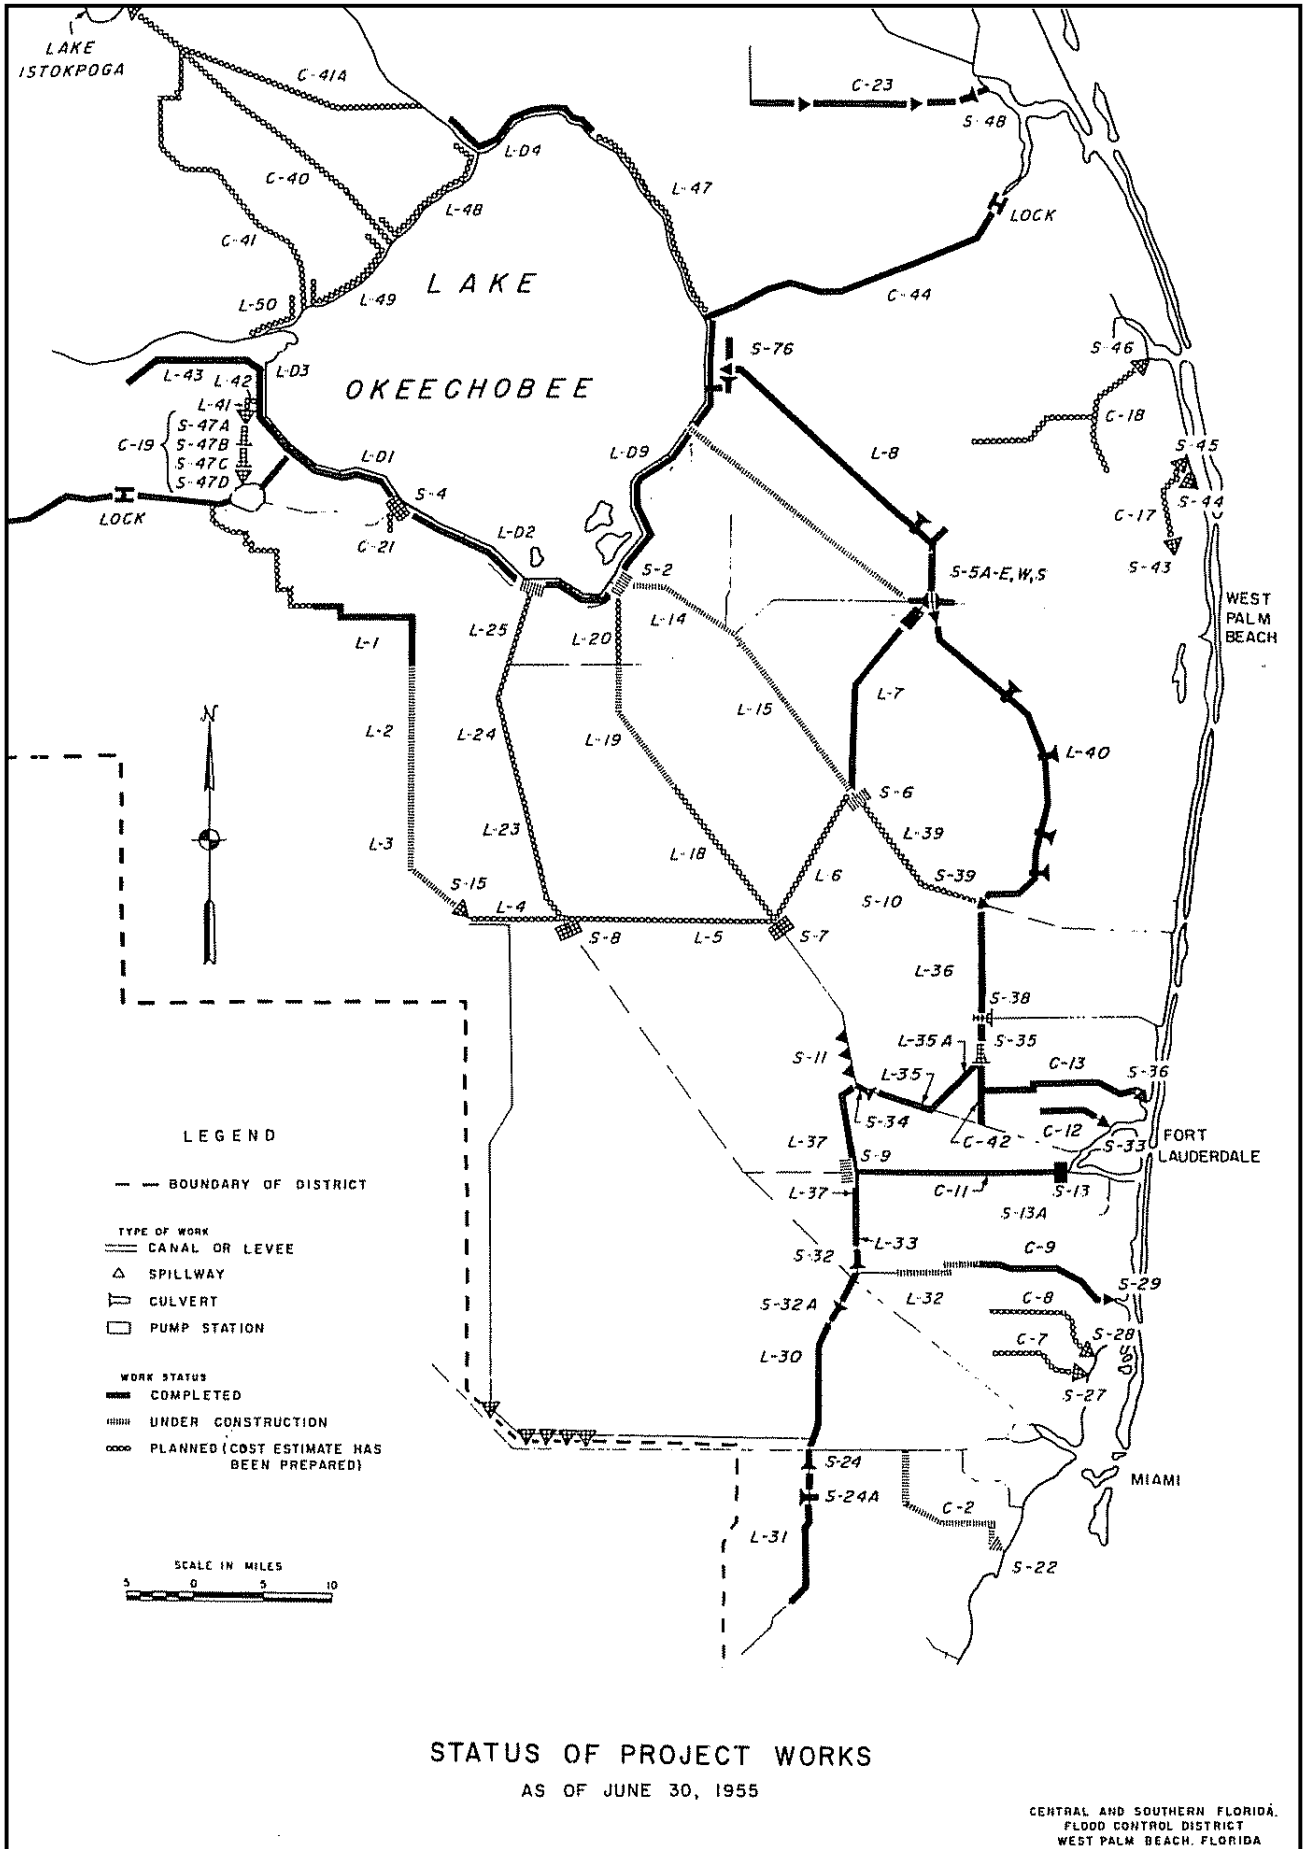 LAKE
ISTOKPOGA
C-41A
C-23
S-48
L-D4
C-40
L-48
L-47
LOCK
C-41
LAKE
C-44
L-50
L-49
S-46
S-76
L-D3
L-43
L-42
OKEECHOBEE
L-41
C-18
C-19
S-47A
S-47B
S-47C
S-47D
L-D1
L-D9
L-8
S-45
S-44
S-4
LOCK
C-21
L-D2
C-17
S-43
S-2
S-5A-E,W,S
WEST
PALM
BEACH
L-25
L-20
L-14
L-1
L-7
N
L-2
L-24
L-19
L-15
L-40
S-6
L-3
L-23
L-18
L-39
L-6
S-39
S-15
L-4
S-10
S-8
L-5
S-7
L-36
S-38
L-35A
S-35
S-11
L-35
C-13
S-36
S-34
C-42
C-12
S-33
FORT
LAUDERDALE
L-37
S-9
L-37
C-11
S-13
S-13A
L-33
S-32
C-9
S-29
L-32
C-8
S-32A
S-28
C-7
L-30
S-27
LEGEND
BOUNDARY OF DISTRICT
TYPE OF WORK
CANAL OR LEVEE
SPILLWAY
CULVERT
PUMP STATION
WORK STATUS
COMPLETED
UNDER CONSTRUCTION
PLANNED (COST ESTIMATE HAS
BEEN PREPARED)
S-24
MIAMI
S-24A
C-2
L-31
S-22
SCALE IN MILES
5 0 5 10
STATUS OF PROJECT WORKS
AS OF JUNE 30, 1955
CENTRAL AND SOUTHERN FLORIDA.
FLOOD CONTROL DISTRICT
WEST PALM BEACH, FLORIDA